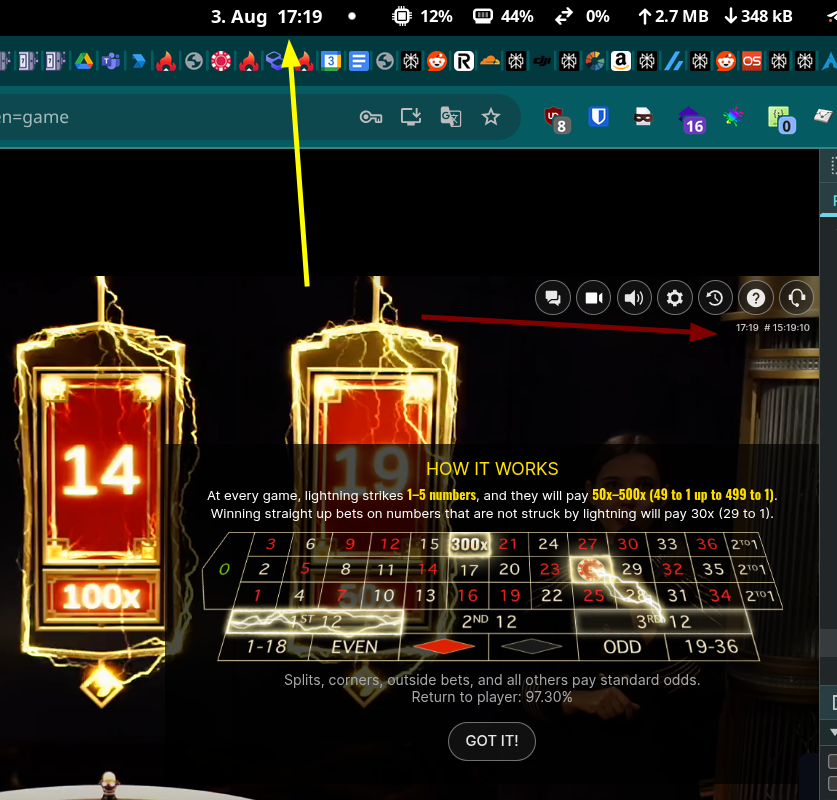 3. Aug 17:19 12% 44% 0% 2.7 MB 348 kB
3 R a OS
en=game
8 16 0
17:19 # 15:19:10
14 19
HOW IT WORKS
At every game, lightning strikes 1–5 numbers, and they will pay 50x–500x (49 to 1 up to 499 to 1).
Winning straight up bets on numbers that are not struck by lightning will pay 30x (29 to 1).
3 6 9 12 15 300x 21 24 27 30 33 36 2TO1
0 2 5 8 11 14 17 20 23 29 32 35 2TO1
1 4 7 10 13 16 19 22 25 28 31 34 2TO1
100x 50
1ST 12 2ND 12 3RD 12
1-18 EVEN ODD 19-36
Splits, corners, outside bets, and all others pay standard odds.
Return to player: 97.30%
GOT IT!